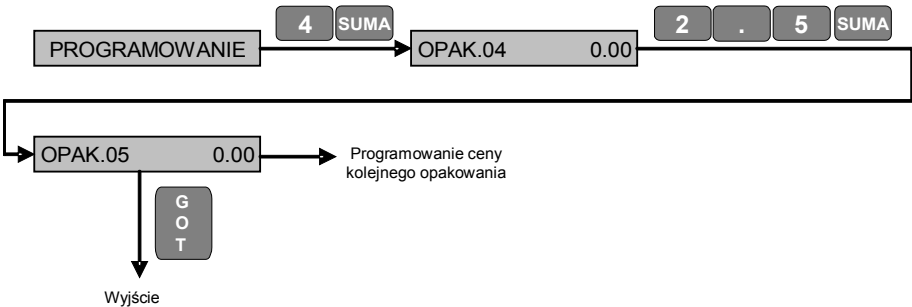 4 SUMA
2 . 5 SUMA
PROGRAMOWANIE
OPAK.04 0.00
OPAK.05 0.00
Programowanie ceny
kolejnego opakowania
G
O
T
Wyjście